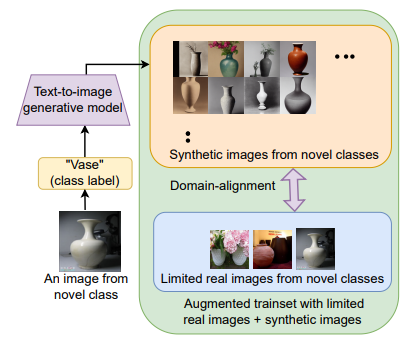 Text-to-image
generative model
"Vase"
(class label)
An image from
novel class
Synthetic images from novel classes
Domain-alignment
Limited real images from novel classes
Augmented trainset with limited
real images + synthetic images